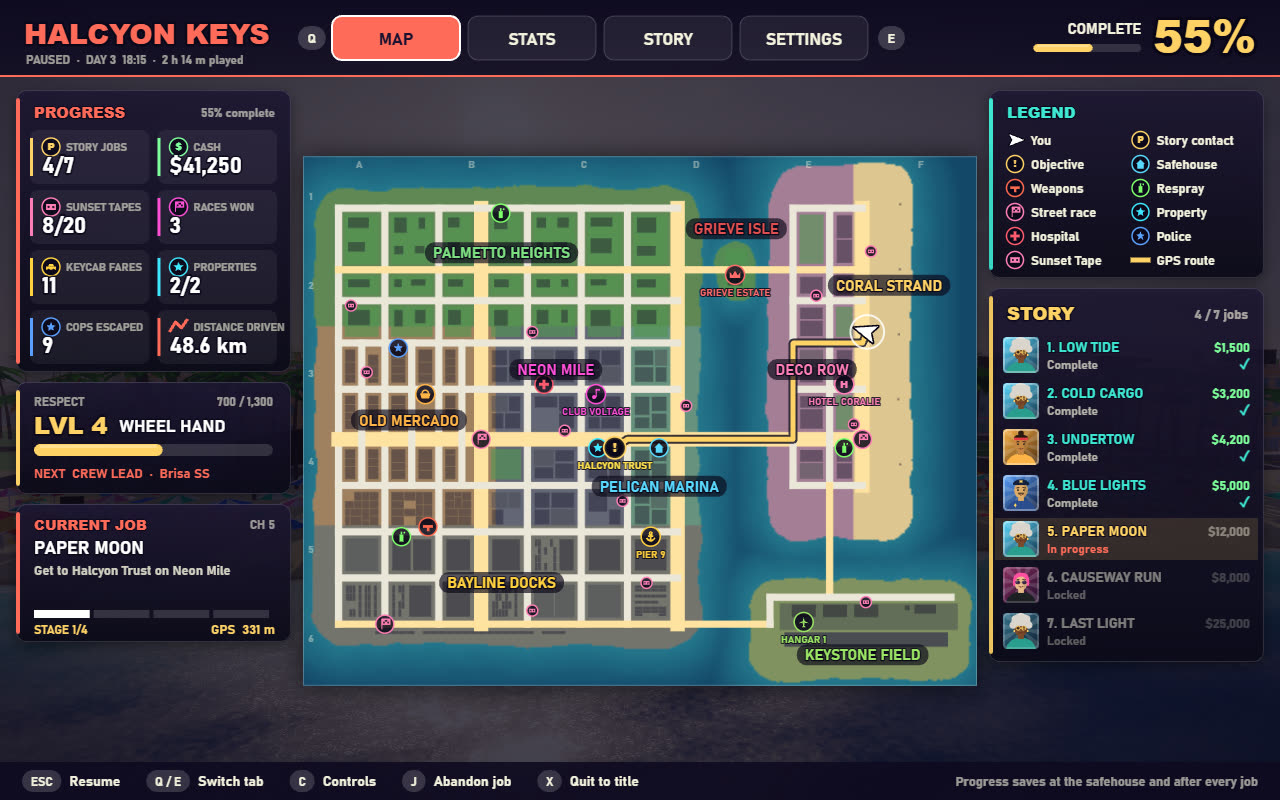 HALCYON KEYS
PAUSED · DAY 3 18:15 · 2 h 14 m played
Q
MAP
STATS
STORY
SETTINGS
E
COMPLETE
55%
PROGRESS
55% complete
P STORY JOBS
4/7
$ CASH
$41,250
SUNSET TAPES
8/20
RACES WON
3
KEYCAB FARES
11
PROPERTIES
2/2
COPS ESCAPED
9
DISTANCE DRIVEN
48.6 km
RESPECT
700 / 1,300
LVL 4 WHEEL HAND
NEXT CREW LEAD · Brisa SS
CURRENT JOB
CH 5
PAPER MOON
Get to Halcyon Trust on Neon Mile
STAGE 1/4
GPS 331 m
A B C D E F
1
2
3
4
5
6
GRIEVE ISLE
PALMETTO HEIGHTS
GRIEVE ESTATE
CORAL STRAND
NEON MILE
DECO ROW
H
HOTEL CORALIE
CLUB VOLTAGE
OLD MERCADO
!
HALCYON TRUST
PELICAN MARINA
PIER 9
BAYLINE DOCKS
HANGAR 1
KEYSTONE FIELD
LEGEND
You
P Story contact
! Objective
Safehouse
Weapons
Respray
Street race
Property
Hospital
Police
Sunset Tape
GPS route
STORY
4 / 7 jobs
1. LOW TIDE
$1,500
Complete ✓
2. COLD CARGO
$3,200
Complete ✓
3. UNDERTOW
$4,200
Complete ✓
4. BLUE LIGHTS
$5,000
Complete ✓
5. PAPER MOON
$12,000
In progress
6. CAUSEWAY RUN
$8,000
Locked
7. LAST LIGHT
$25,000
Locked
ESC Resume
Q / E Switch tab
C Controls
J Abandon job
X Quit to title
Progress saves at the safehouse and after every job